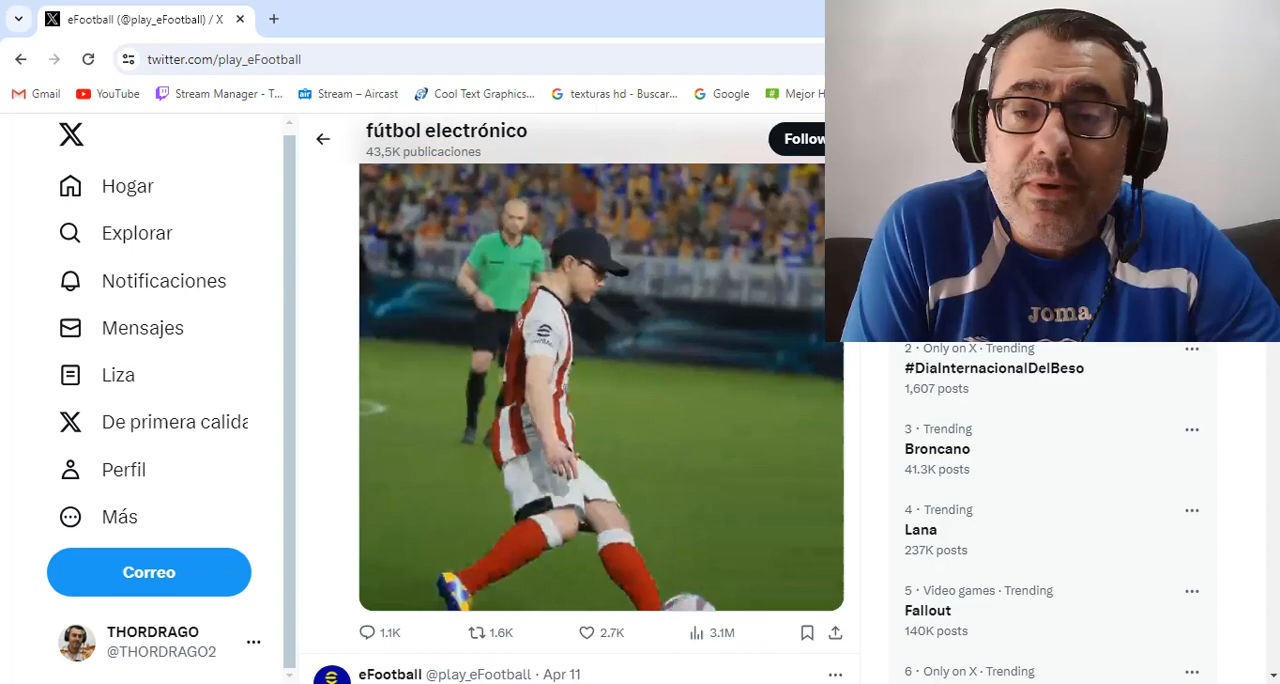 eFootball (@play_eFootball) / X
twitter.com/play_eFootball
Gmail
YouTube
Stream Manager - T...
Stream – Aircast
Cool Text Graphics...
texturas hd - Buscar...
Google
Mejor H
fútbol electrónico
43,5K publicaciones
Follow
Hogar
Explorar
Notificaciones
Mensajes
Liza
De primera calida
Perfil
Más
Correo
THORDRAGO
@THORDRAGO2
1.1K
1.6K
2.7K
3.1M
eFootball @play_eFootball · Apr 11
Joma
2 · Only on X · Trending
#DiaInternacionalDelBeso
1,607 posts
3 · Trending
Broncano
41.3K posts
4 · Trending
Lana
237K posts
5 · Video games · Trending
Fallout
140K posts
6 · Only on X · Trending